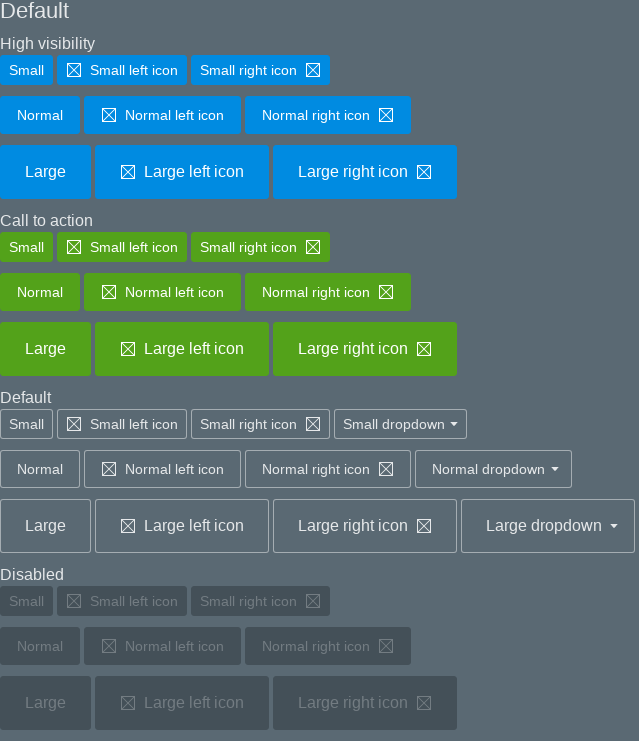 Default
High visibility
Small Small left icon Small right icon
Normal Normal left icon Normal right icon
Large Large left icon Large right icon
Call to action
Small Small left icon Small right icon
Normal Normal left icon Normal right icon
Large Large left icon Large right icon
Default
Small Small left icon Small right icon Small dropdown
Normal Normal left icon Normal right icon Normal dropdown
Large Large left icon Large right icon Large dropdown
Disabled
Small Small left icon Small right icon
Normal Normal left icon Normal right icon
Large Large left icon Large right icon